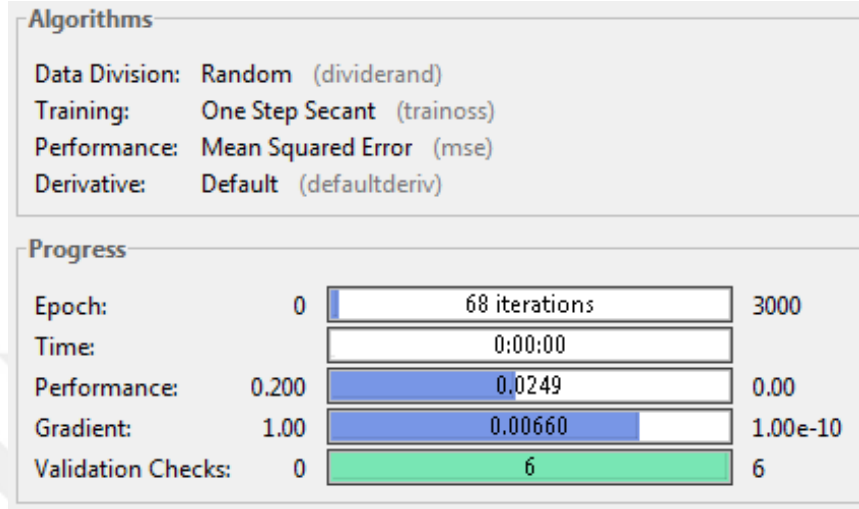 Algorithms
Data Division: Random (dividerand)
Training: One Step Secant (trainoss)
Performance: Mean Squared Error (mse)
Derivative: Default (defaultderiv)
Progress
Epoch: 0 68 iterations 3000
Time: 0:00:00
Performance: 0.200 0.0249 0.00
Gradient: 1.00 0.00660 1.00e-10
Validation Checks: 0 6 6